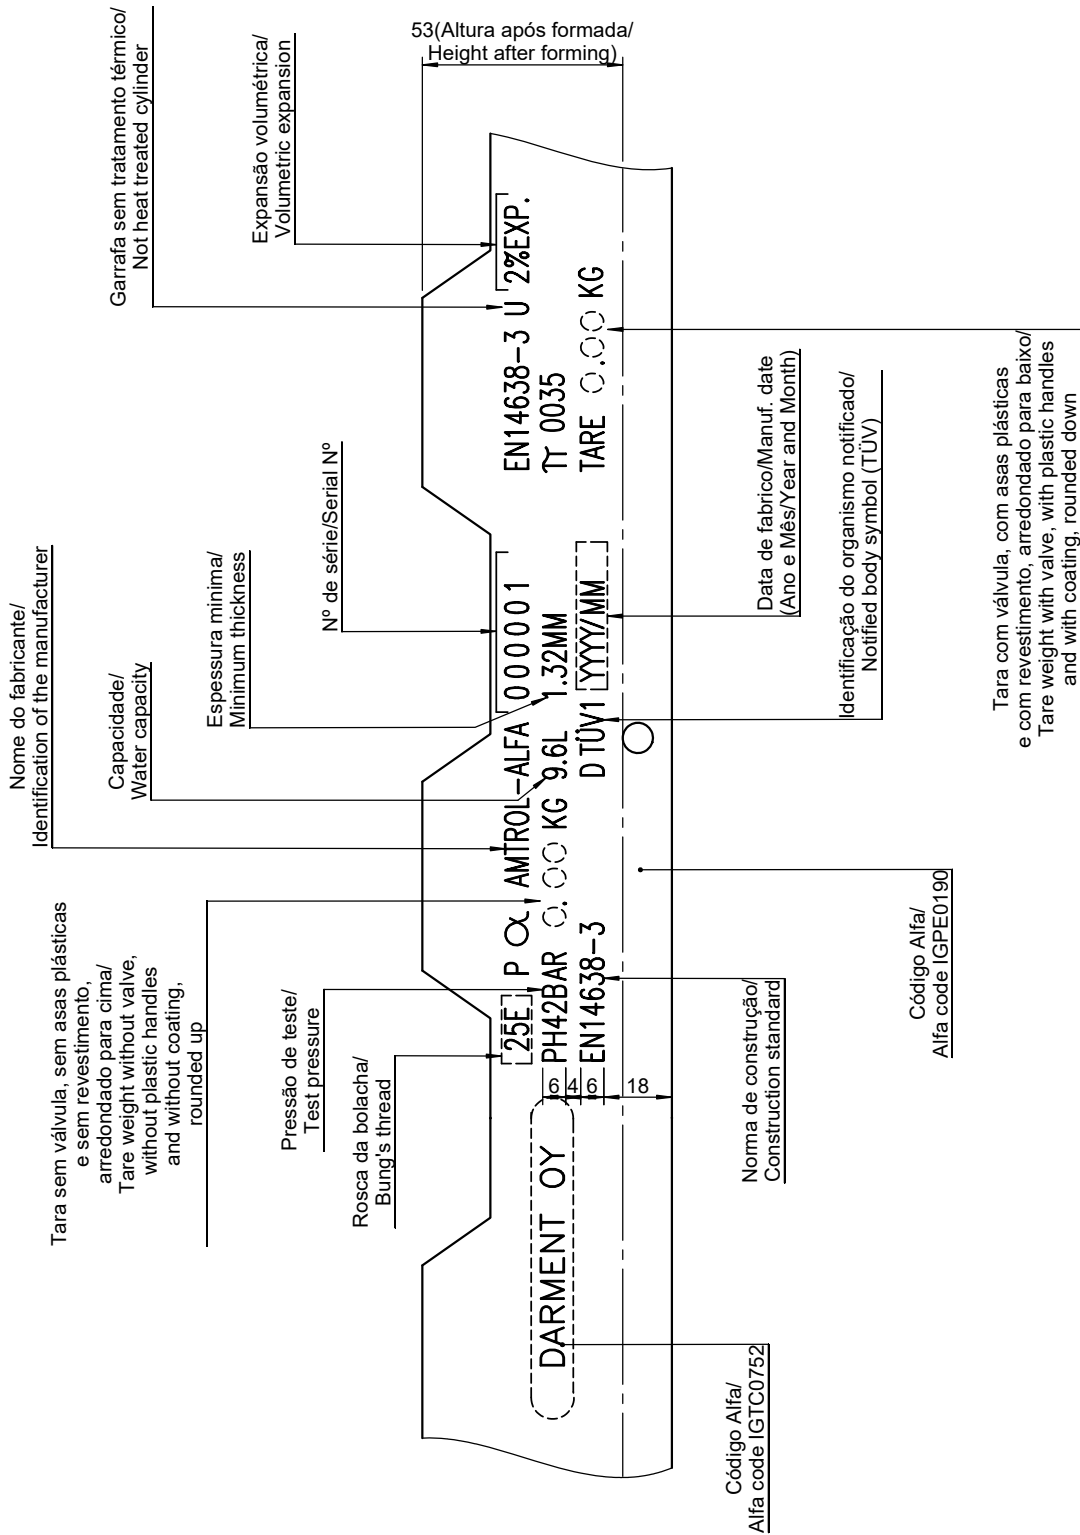 53(Altura após formada/
Height after forming)
Garrafa sem tratamento térmico/
Not heat treated cylinder
Expansão volumétrica/
Volumetric expansion
Nº de série/Serial Nº
Nome do fabricante/
Identification of the manufacturer
Espessura minima/
Minimum thickness
Capacidade/
Water capacity
Tara sem válvula, sem asas plásticas
e sem revestimento,
arredondado para cima/
Tare weight without valve,
without plastic handles
and without coating,
rounded up
Pressão de teste/
Test pressure
Rosca da bolacha/
Bung's thread
DARMENT OY
25E P α AMTROL-ALFA 000001
PH42BAR 0.00 KG 9.6L 1.32MM
EN14638-3 D TÜV1 YYYY/MM
EN14638-3 U 2%EXP.
π 0035
TARE 0.00 KG
6 4 6 18
Código Alfa/
Alfa code IGTC0752
Norma de construção/
Construction standard
Código Alfa/
Alfa code IGPE0190
Identificação do organismo notificado/
Notified body symbol (TÜV)
Data de fabrico/Manuf. date
(Ano e Mês/Year and Month)
Tara com válvula, com asas plásticas
e com revestimento, arredondado para baixo/
Tare weight with valve, with plastic handles
and with coating, rounded down